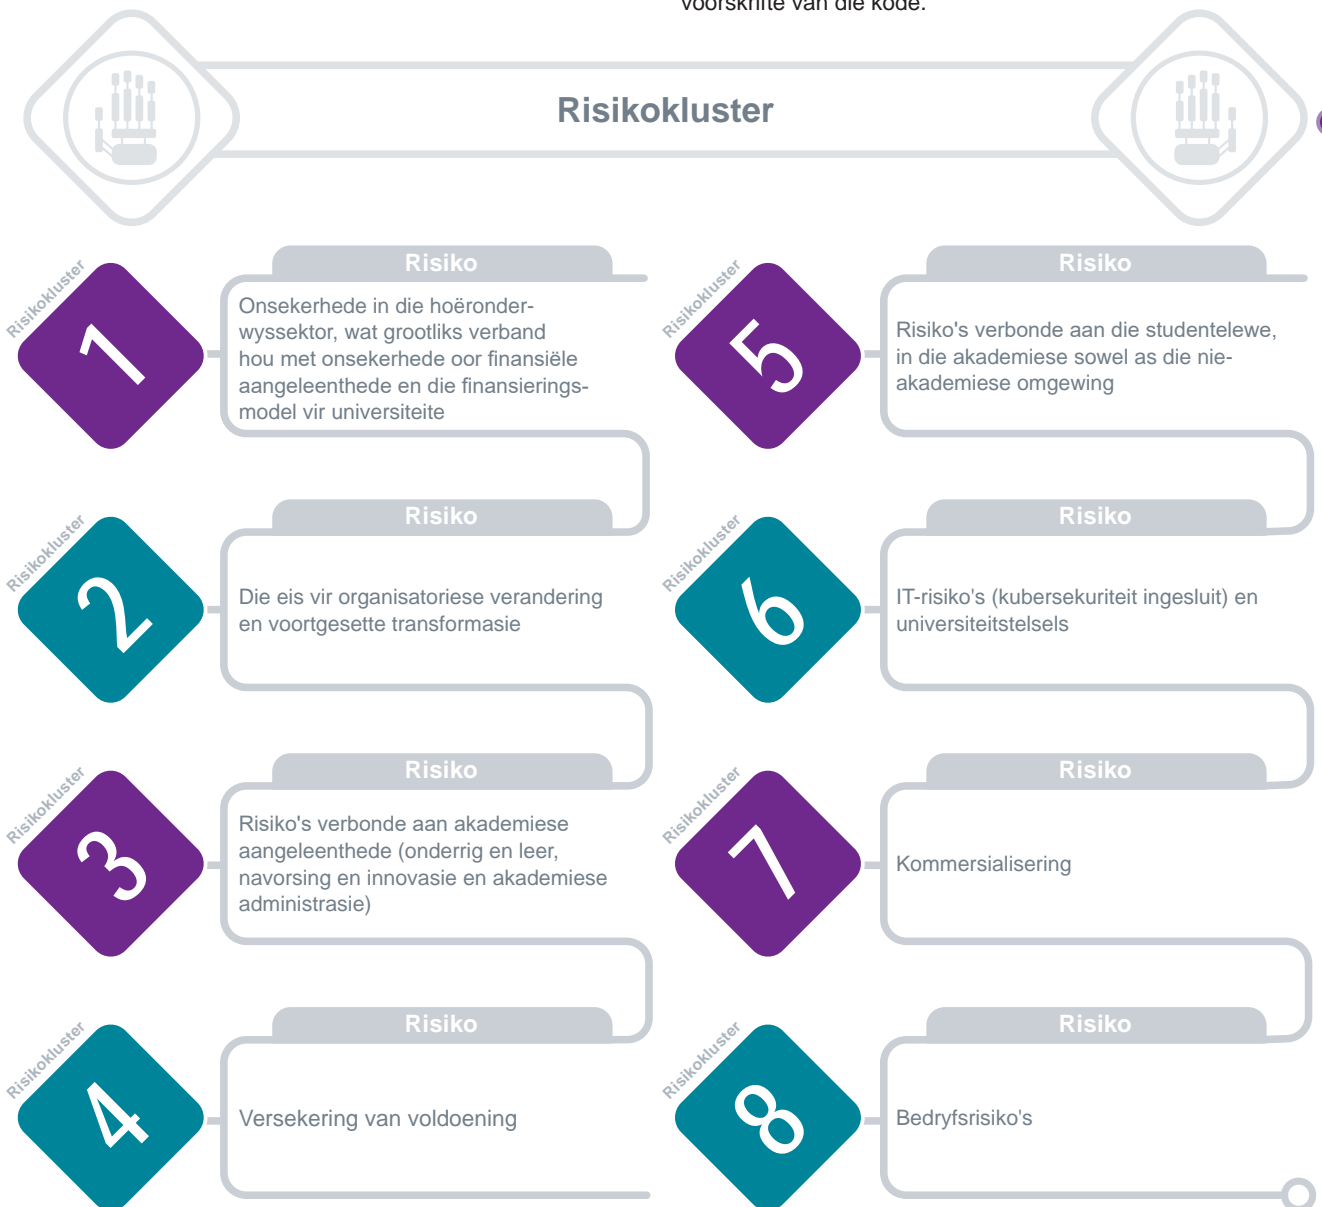 voorskrifte van die kode.
Risikokluster
Risikokluster
1
Risiko
Onsekerhede in die hoëronder-
wyssektor, wat grootliks verband
hou met onsekerhede oor finansiële
aangeleenthede en die finansierings-
model vir universiteite
Risikokluster
2
Risiko
Die eis vir organisatoriese verandering
en voortgesette transformasie
Risikokluster
3
Risiko
Risiko's verbonde aan akademiese
aangeleenthede (onderrig en leer,
navorsing en innovasie en akademiese
administrasie)
Risikokluster
4
Risiko
Versekering van voldoening
Risikokluster
5
Risiko
Risiko's verbonde aan die studentelewe,
in die akademiese sowel as die nie-
akademiese omgewing
Risikokluster
6
Risiko
IT-risiko's (kubersekuriteit ingesluit) en
universiteitstelsels
Risikokluster
7
Risiko
Kommersialisering
Risikokluster
8
Risiko
Bedryfsrisiko's